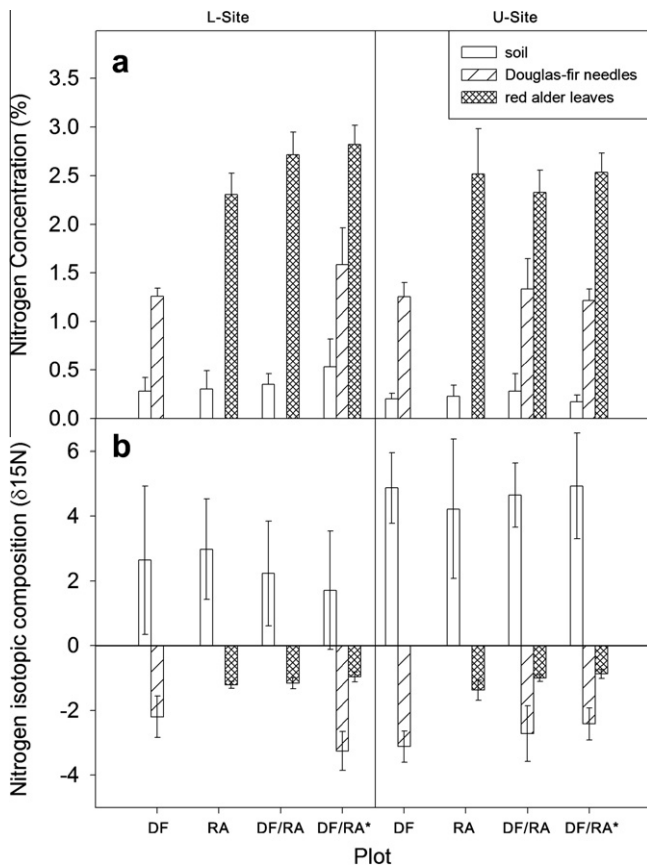 L-Site U-Site
a
soil
Douglas-fir needles
red alder leaves
Nitrogen Concentration (%)
3.5
3.0
2.5
2.0
1.5
1.0
0.5
0.0
b
Nitrogen isotopic composition (δ15N)
6
4
2
0
-2
-4
DF RA DF/RA DF/RA* DF RA DF/RA DF/RA*
Plot